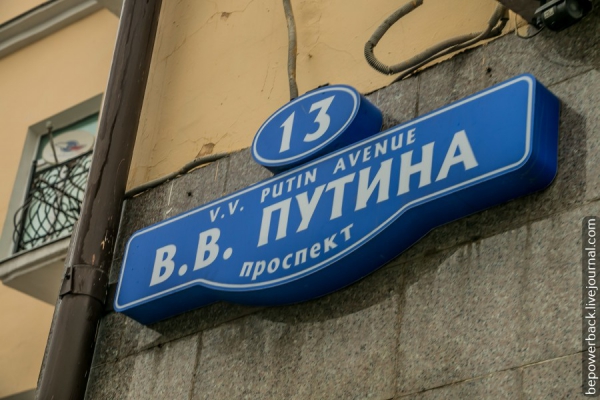 13
V.V. PUTIN AVENUE
В.В. ПУТИНА
проспект
bepowerback.livejournal.com